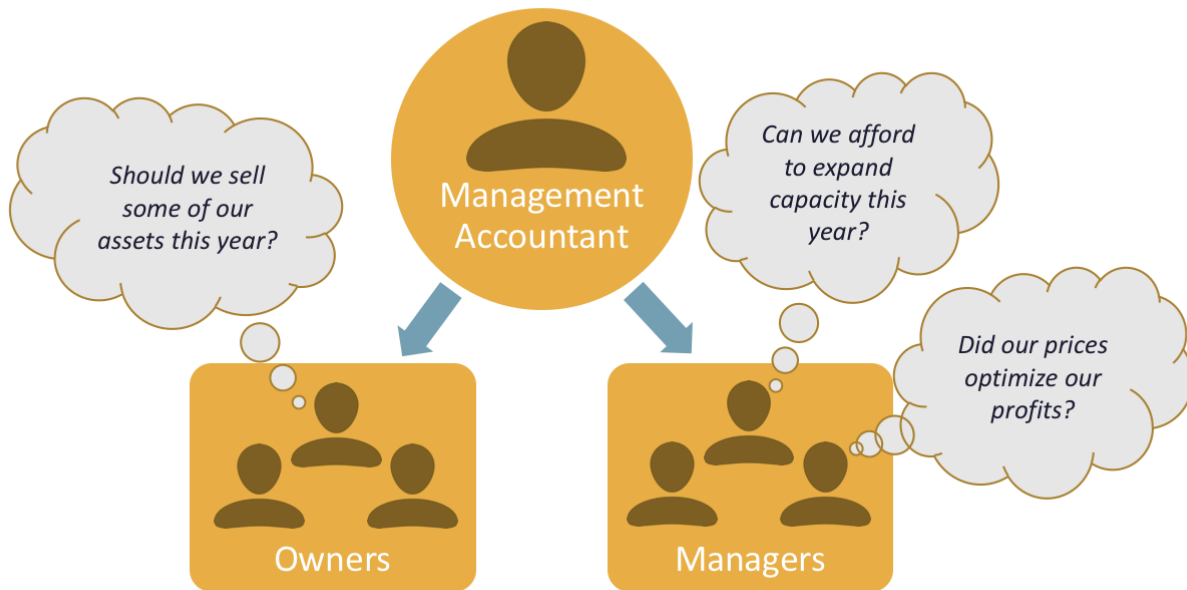 Management
Accountant
Should we sell
some of our
assets this year?
Can we afford
to expand
capacity this
year?
Did our prices
optimize our
profits?
Owners
Managers